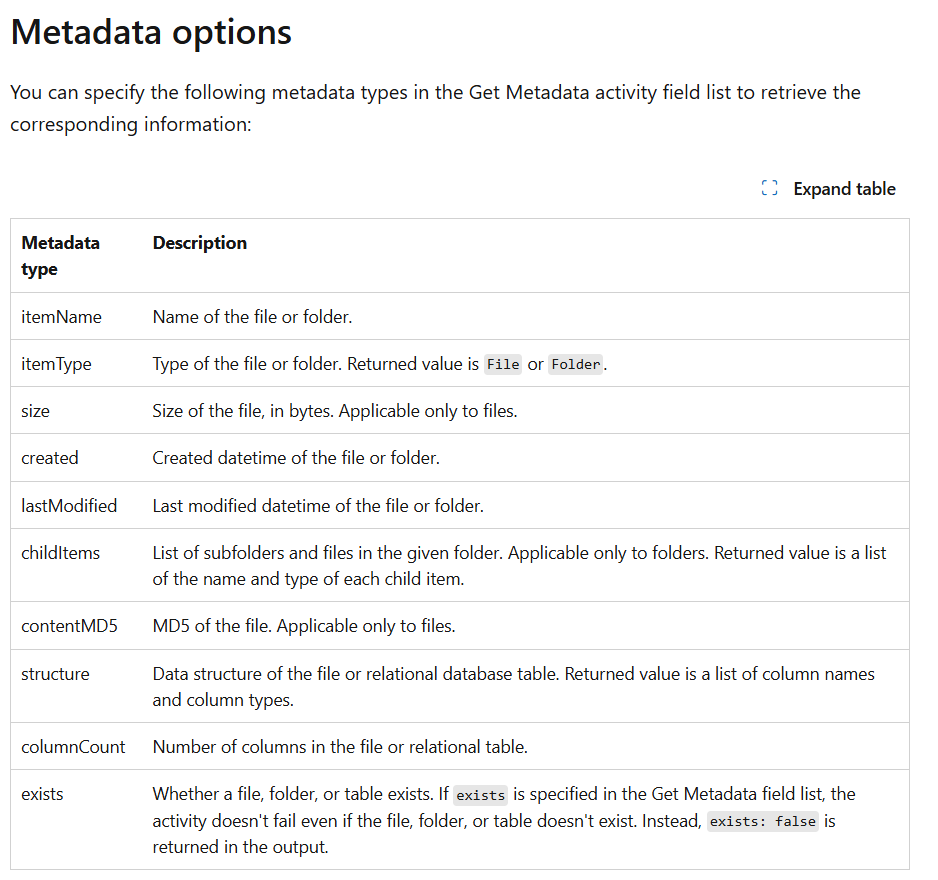 Metadata options
You can specify the following metadata types in the Get Metadata activity field list to retrieve the
corresponding information:
Expand table
Metadata type Description
itemName Name of the file or folder.
itemType Type of the file or folder. Returned value is File or Folder.
size Size of the file, in bytes. Applicable only to files.
created Created datetime of the file or folder.
lastModified Last modified datetime of the file or folder.
childItems List of subfolders and files in the given folder. Applicable only to folders. Returned value is a list
of the name and type of each child item.
contentMD5 MD5 of the file. Applicable only to files.
structure Data structure of the file or relational database table. Returned value is a list of column names
and column types.
columnCount Number of columns in the file or relational table.
exists Whether a file, folder, or table exists. If exists is specified in the Get Metadata field list, the
activity doesn't fail even if the file, folder, or table doesn't exist. Instead, exists: false is
returned in the output.